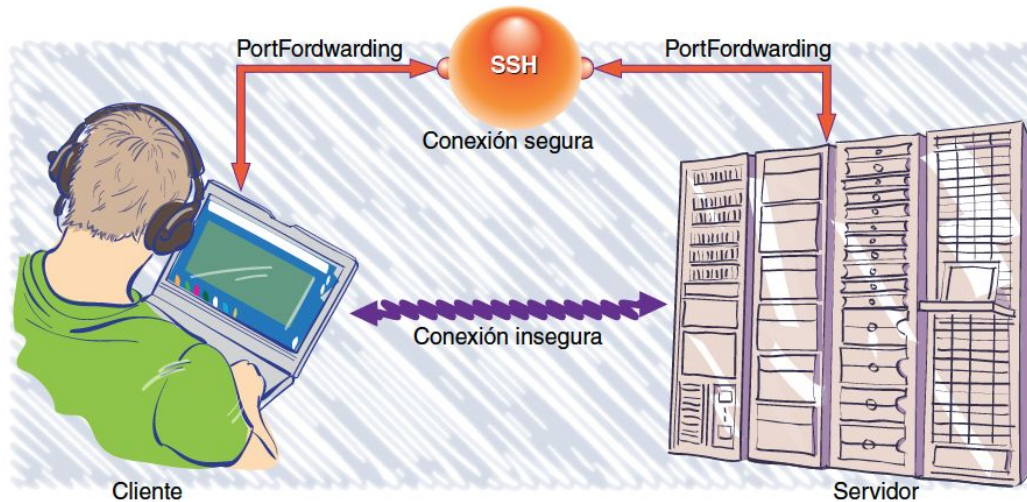 PortFordwarding
SSH
PortFordwarding
Conexión segura
Conexión insegura
Cliente
Servidor